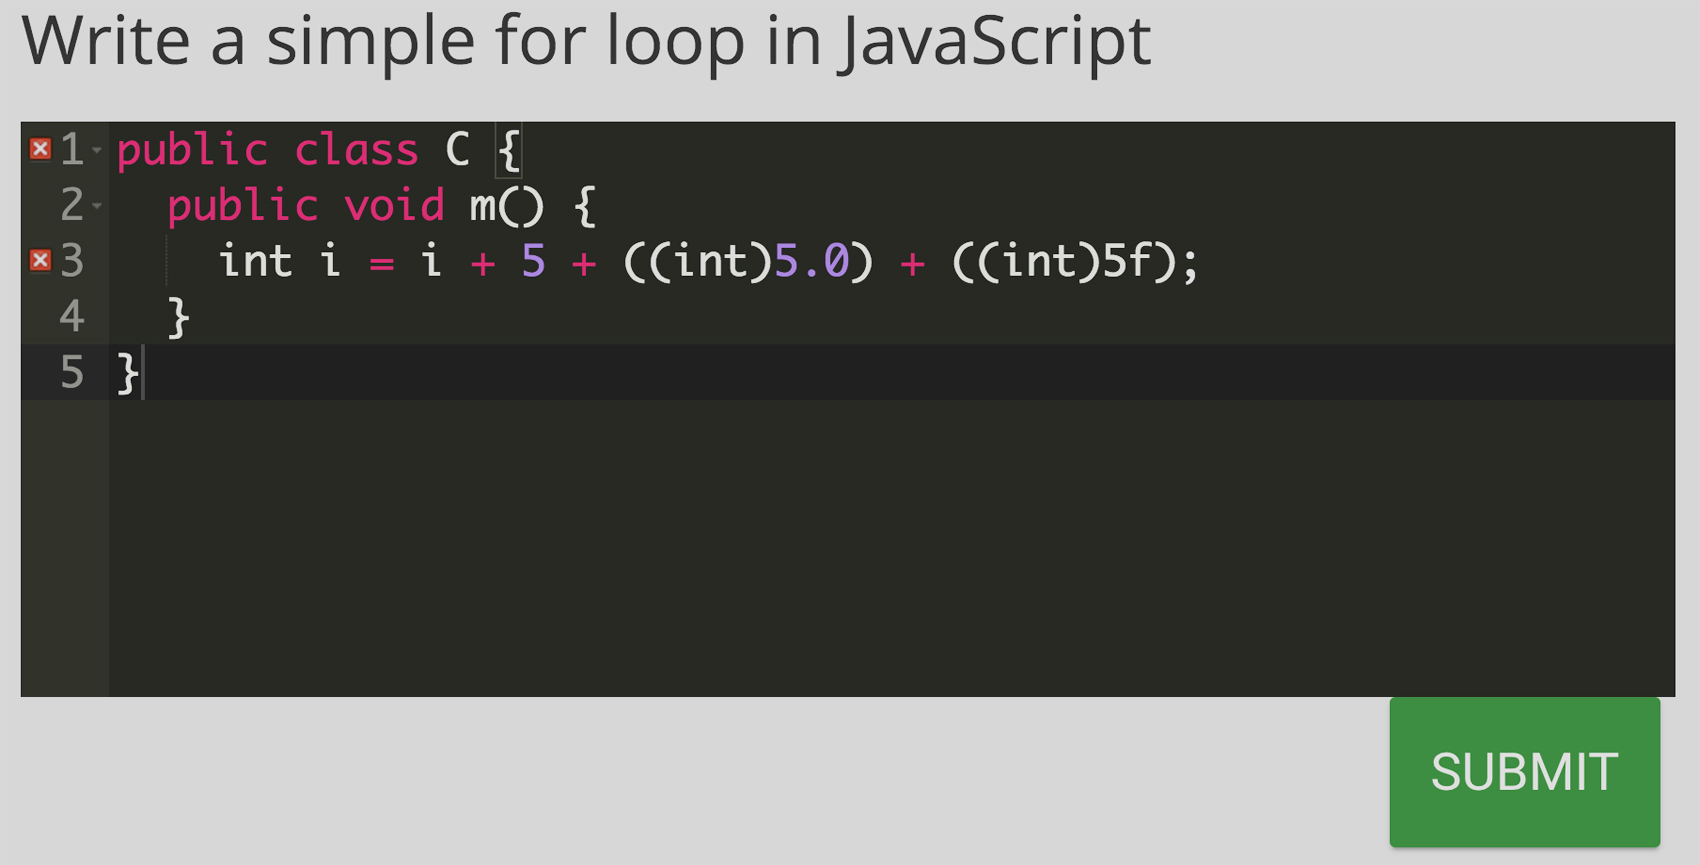 Write a simple for loop in JavaScript
1 public class C {
2 public void m() {
3 int i = i + 5 + ((int)5.0) + ((int)5f);
4 }
5 }
SUBMIT